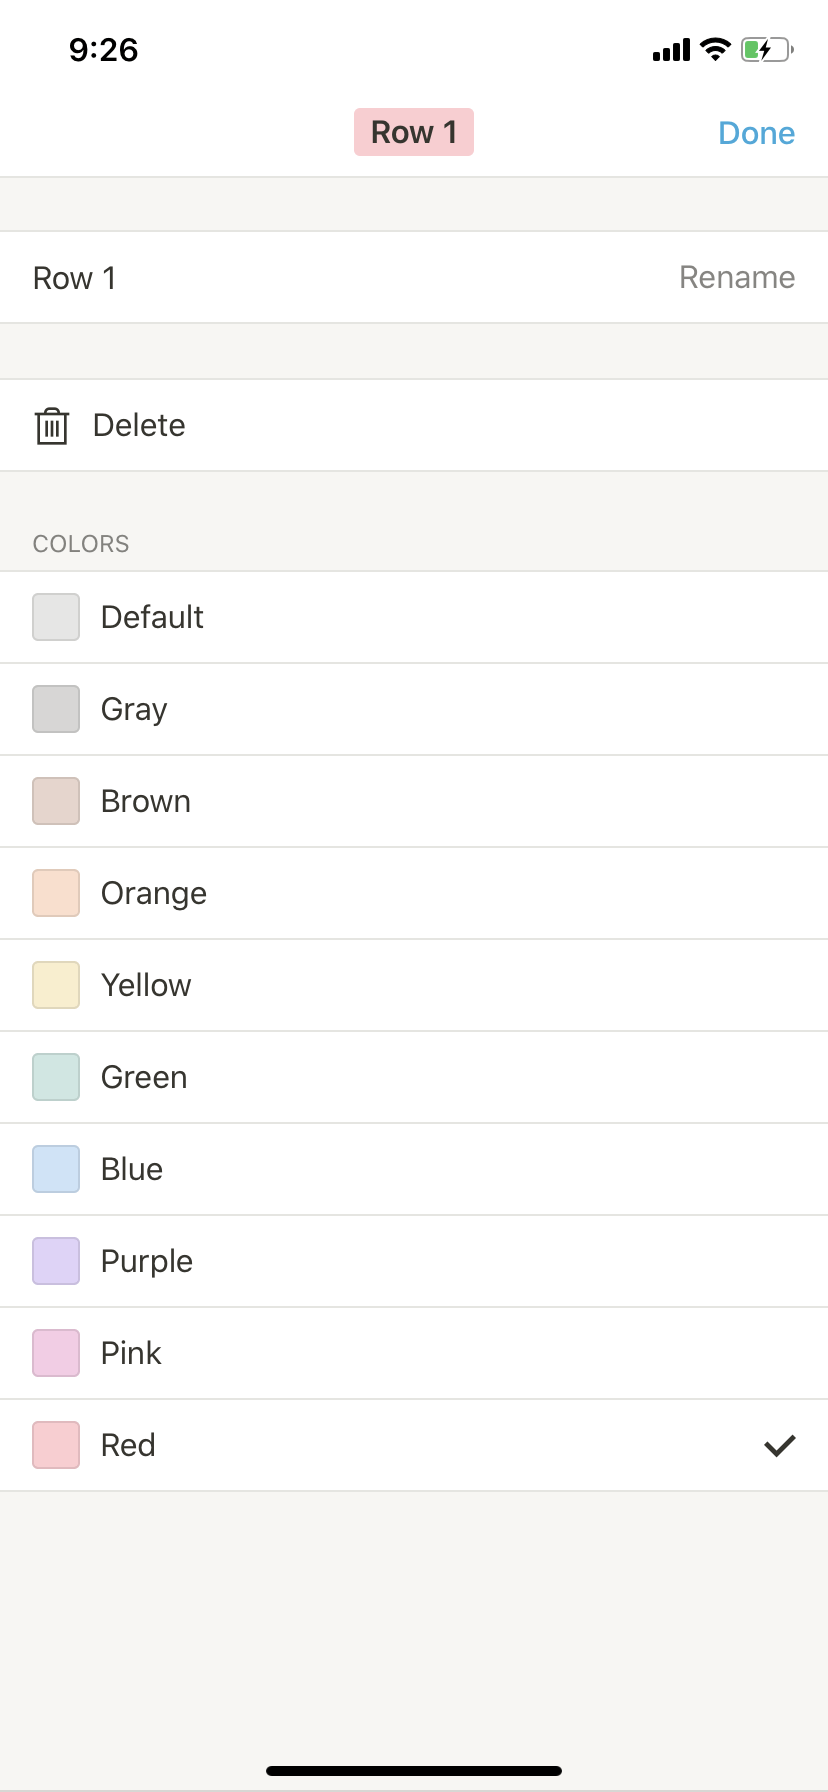 9:26
Row 1
Done
Row 1
Rename
Delete
COLORS
Default
Gray
Brown
Orange
Yellow
Green
Blue
Purple
Pink
Red